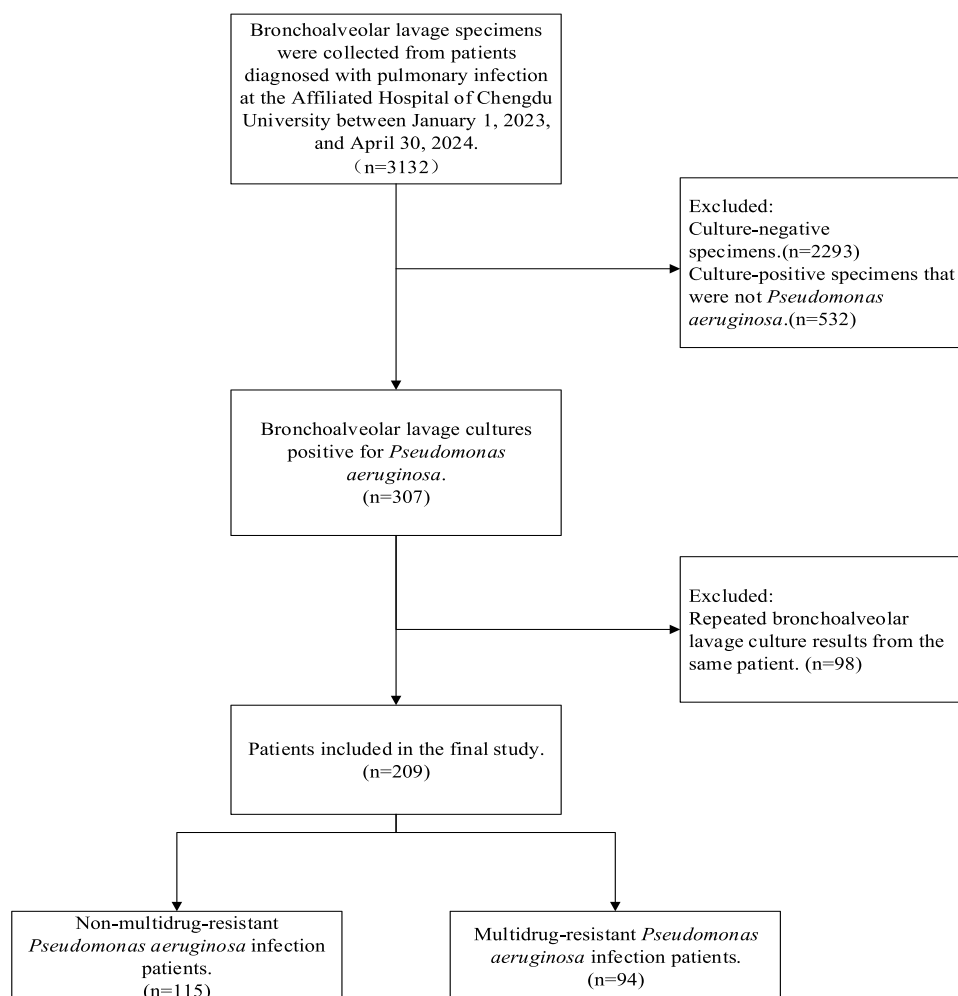 Bronchoalveolar lavage specimens
were collected from patients
diagnosed with pulmonary infection
at the Affiliated Hospital of Chengdu
University between January 1, 2023,
and April 30, 2024.
（n=3132）
Excluded:
Culture-negative
specimens.(n=2293)
Culture-positive specimens that
were not Pseudomonas
aeruginosa.(n=532)
Bronchoalveolar lavage cultures
positive for Pseudomonas
aeruginosa.
(n=307)
Excluded:
Repeated bronchoalveolar
lavage culture results from the
same patient. (n=98)
Patients included in the final study.
(n=209)
Non-multidrug-resistant
Pseudomonas aeruginosa infection
patients.
(n=115)
Multidrug-resistant Pseudomonas
aeruginosa infection patients.
(n=94)